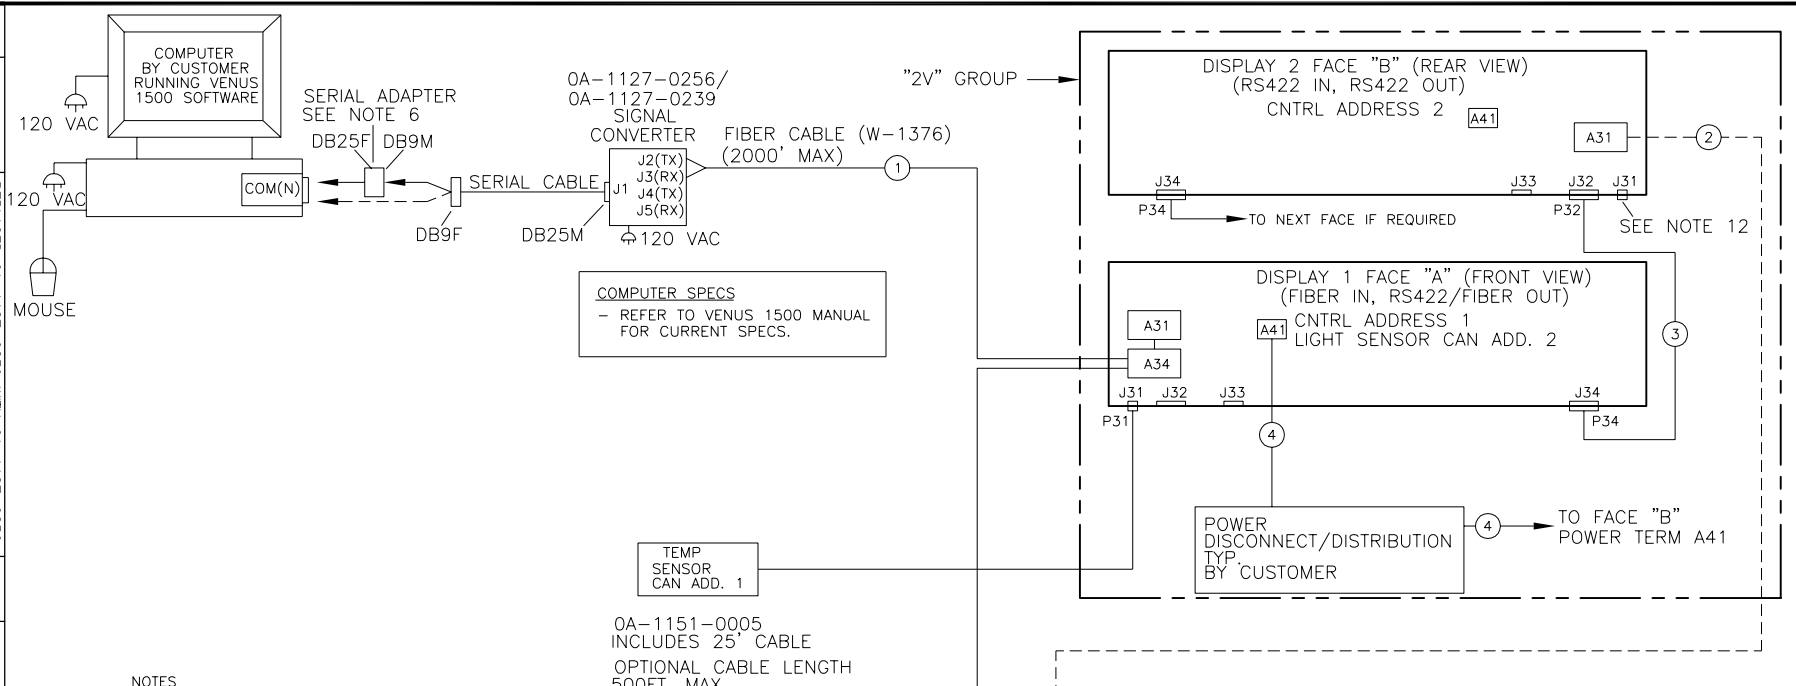 COMPUTER
BY CUSTOMER
RUNNING VENUS
1500 SOFTWARE
120 VAC
120 VAC
MOUSE
COM(N)
SERIAL ADAPTER
SEE NOTE 6
DB25F
DB9M
SERIAL CABLE
DB9F
DB25M
0A-1127-0256/
0A-1127-0239
SIGNAL
CONVERTER
J1
J2(TX)
J3(RX)
J4(TX)
J5(RX)
120 VAC
FIBER CABLE (W-1376)
(2000' MAX)
1
COMPUTER SPECS
- REFER TO VENUS 1500 MANUAL
FOR CURRENT SPECS.
"2V" GROUP
DISPLAY 2 FACE "B" (REAR VIEW)
(RS422 IN, RS422 OUT)
CNTRL ADDRESS 2
A41
A31
2
J34
J33
J32
J31
P34
P32
TO NEXT FACE IF REQUIRED
SEE NOTE 12
DISPLAY 1 FACE "A" (FRONT VIEW)
(FIBER IN, RS422/FIBER OUT)
CNTRL ADDRESS 1
LIGHT SENSOR CAN ADD. 2
A31
A41
A34
3
J31
J32
J33
J34
P31
P34
4
POWER
DISCONNECT/DISTRIBUTION
TYP.
BY CUSTOMER
4
TO FACE "B"
POWER TERM A41
TEMP
SENSOR
CAN ADD. 1
0A-1151-0005
INCLUDES 25' CABLE
OPTIONAL CABLE LENGTH
500FT. MAX
NOTES